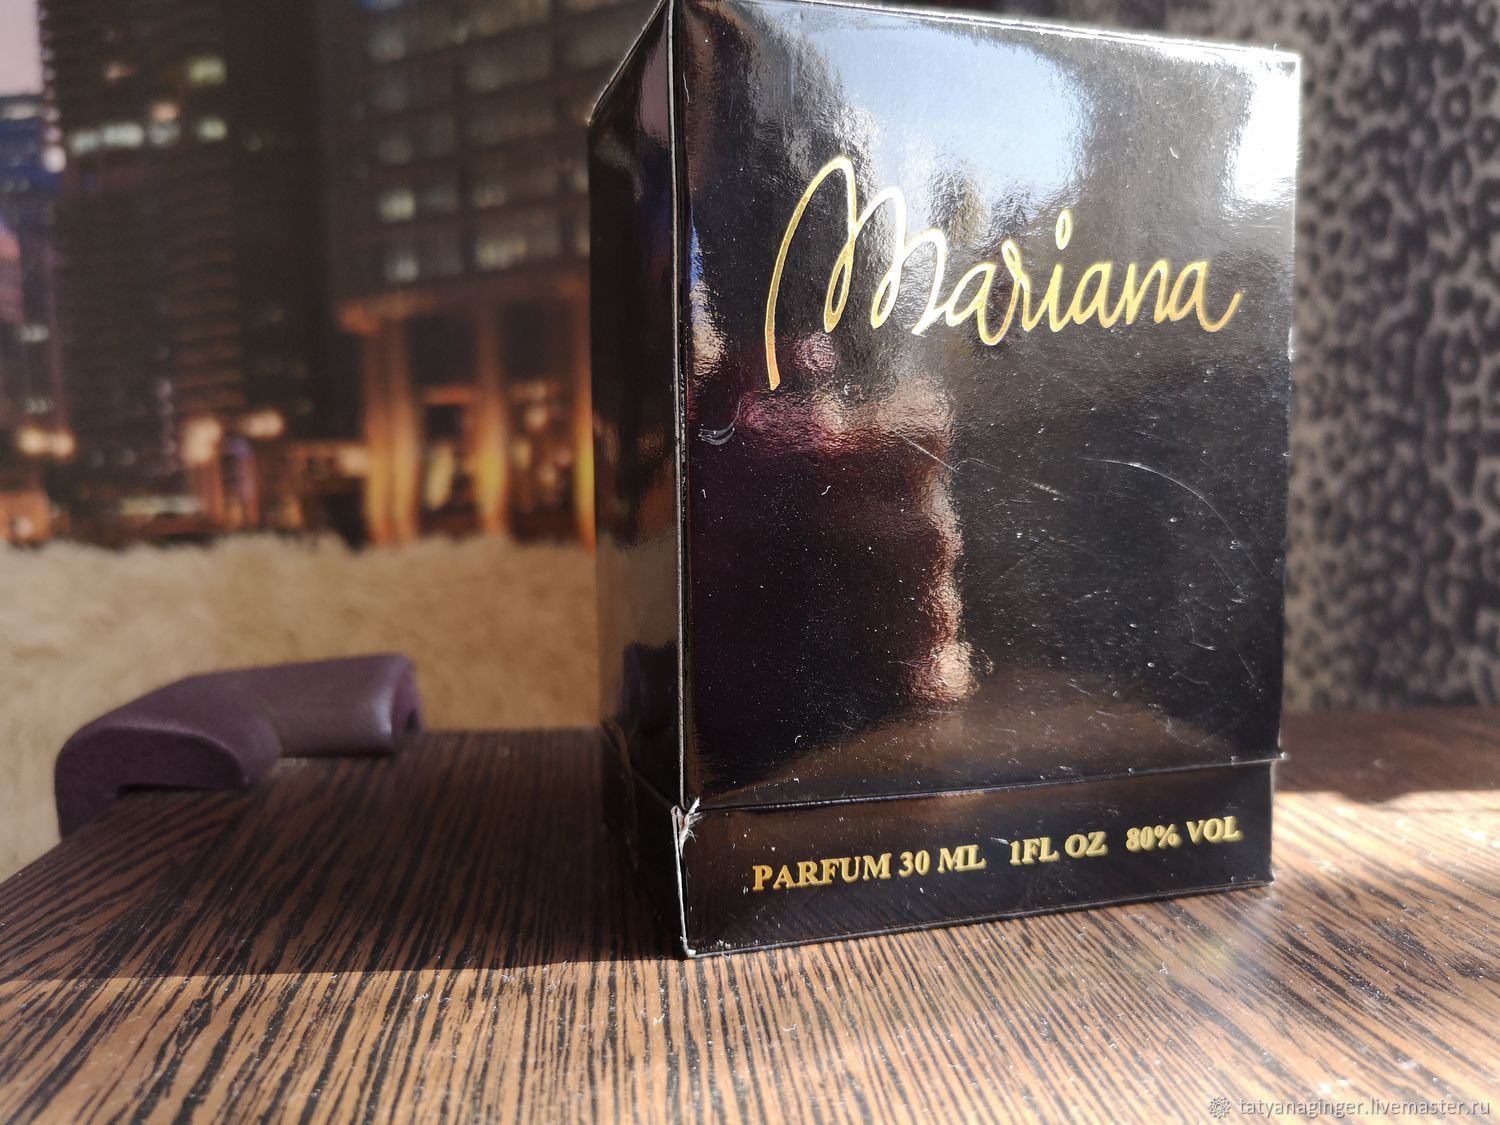 Mariana
PARFUM 30 ML 1FL OZ 80% VOL
tatyanaginger.livemaster.ru